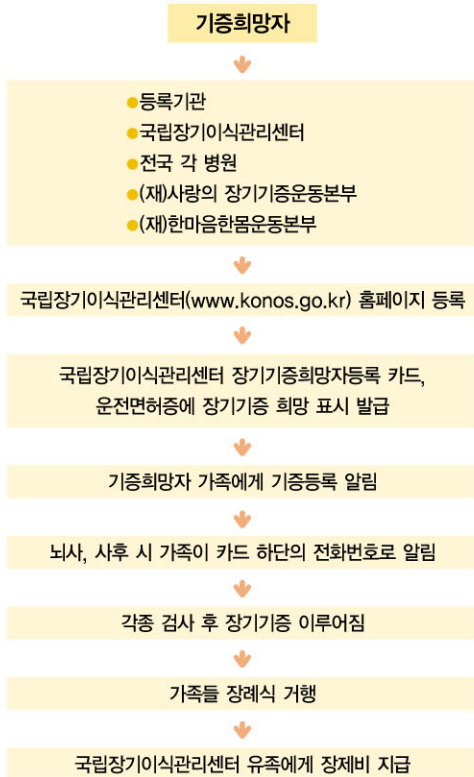 기증희망자
●등록기관
●국립장기이식관리센터
●전국 각 병원
●(재)사랑의 장기기증운동본부
●(재)한마음한몸운동본부
국립장기이식관리센터(www.konos.go.kr) 홈페이지 등록
국립장기이식관리센터 장기기증희망자등록 카드,
운전면허증에 장기기증 희망 표시 발급
기증희망자 가족에게 기증등록 알림
뇌사, 사후 시 가족이 카드 하단의 전화번호로 알림
각종 검사 후 장기기증 이루어짐
가족들 장례식 거행
국립장기이식관리센터 유족에게 장제비 지급